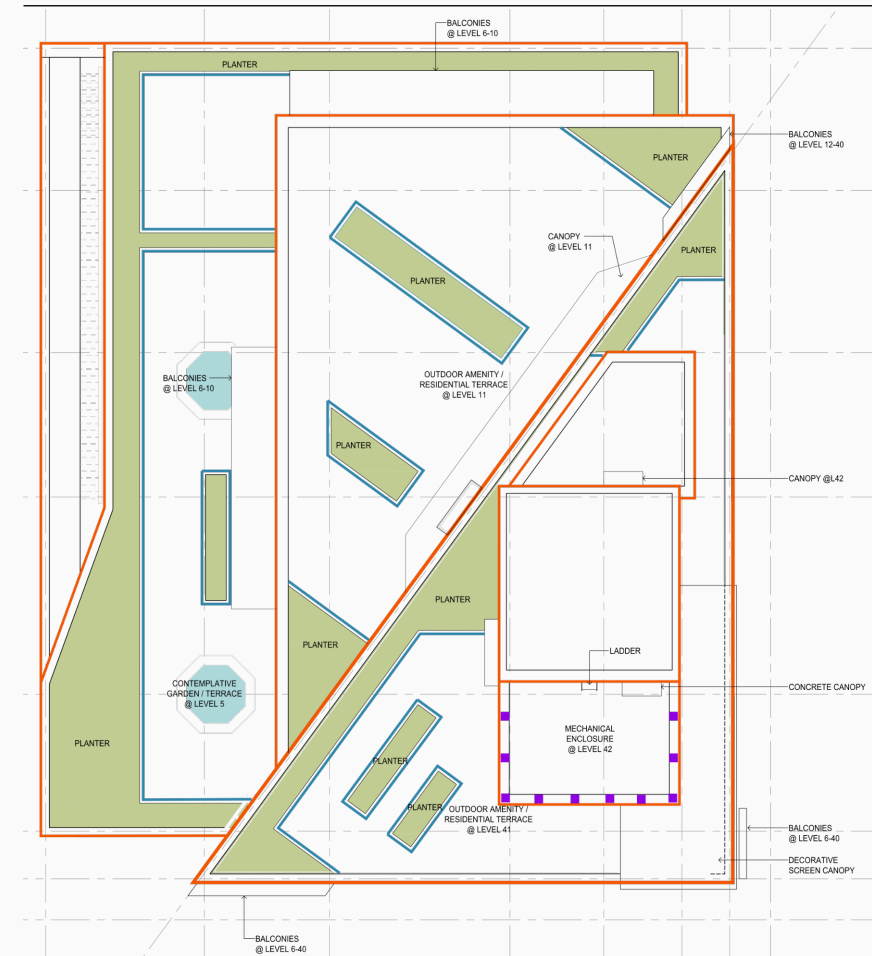 BALCONIES
@ LEVEL 6-10
PLANTER
BALCONIES
@ LEVEL 12-40
PLANTER
CANOPY
@ LEVEL 11
PLANTER
PLANTER
BALCONIES
@ LEVEL 6-10
OUTDOOR AMENITY /
RESIDENTIAL TERRACE
@ LEVEL 11
PLANTER
CANOPY @L42
PLANTER
PLANTER
LADDER
CONTEMPLATIVE
GARDEN / TERRACE
@ LEVEL 5
CONCRETE CANOPY
MECHANICAL
ENCLOSURE
@ LEVEL 42
PLANTER
PLANTER
PLANTER
OUTDOOR AMENITY /
RESIDENTIAL TERRACE
@ LEVEL 41
BALCONIES
@ LEVEL 6-40
DECORATIVE
SCREEN CANOPY
BALCONIES
@ LEVEL 6-40